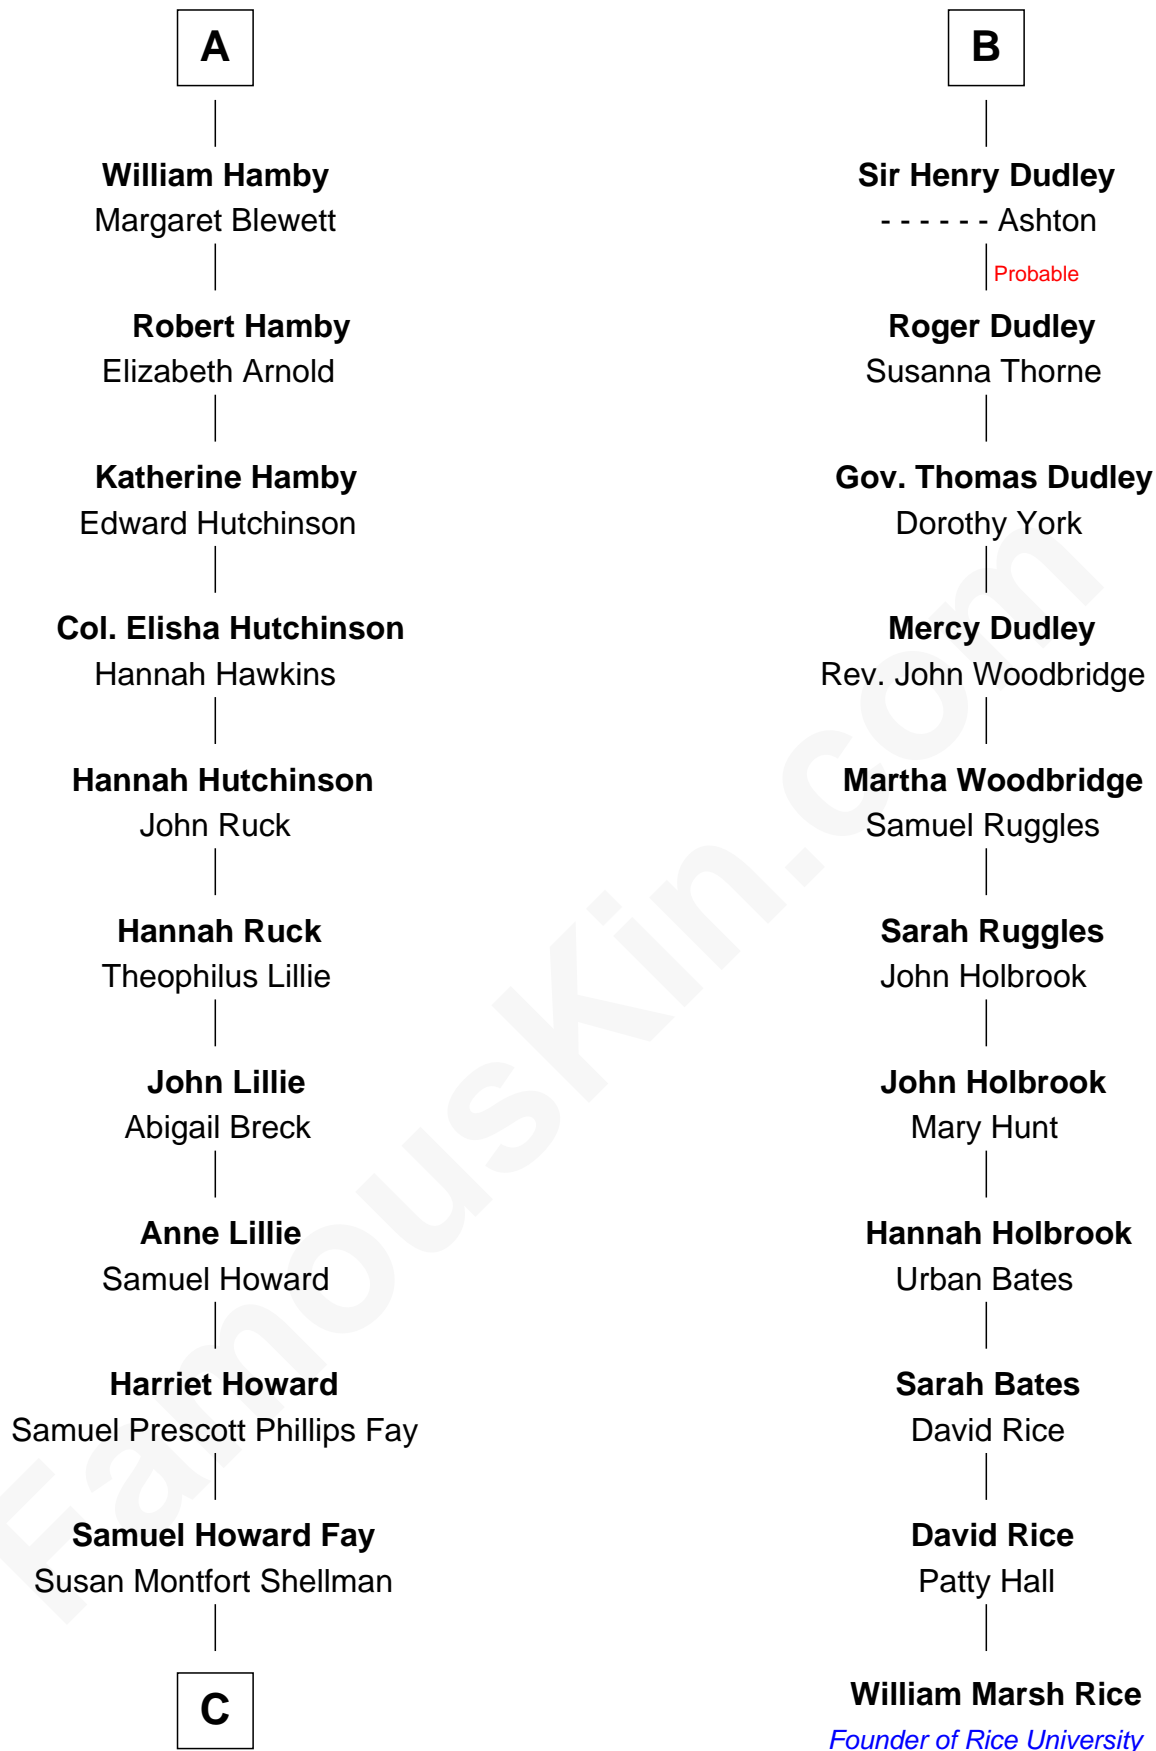 A
William Hamby
Margaret Blewett
Robert Hamby
Elizabeth Arnold
Katherine Hamby
Edward Hutchinson
Col. Elisha Hutchinson
Hannah Hawkins
Hannah Hutchinson
John Ruck
Hannah Ruck
Theophilus Lillie
John Lillie
Abigail Breck
Anne Lillie
Samuel Howard
Harriet Howard
Samuel Prescott Phillips Fay
Samuel Howard Fay
Susan Montfort Shellman
C
B
Sir Henry Dudley
- - - - - - Ashton
Probable
Roger Dudley
Susanna Thorne
Gov. Thomas Dudley
Dorothy York
Mercy Dudley
Rev. John Woodbridge
Martha Woodbridge
Samuel Ruggles
Sarah Ruggles
John Holbrook
John Holbrook
Mary Hunt
Hannah Holbrook
Urban Bates
Sarah Bates
David Rice
David Rice
Patty Hall
William Marsh Rice
Founder of Rice University
FamousKin.com